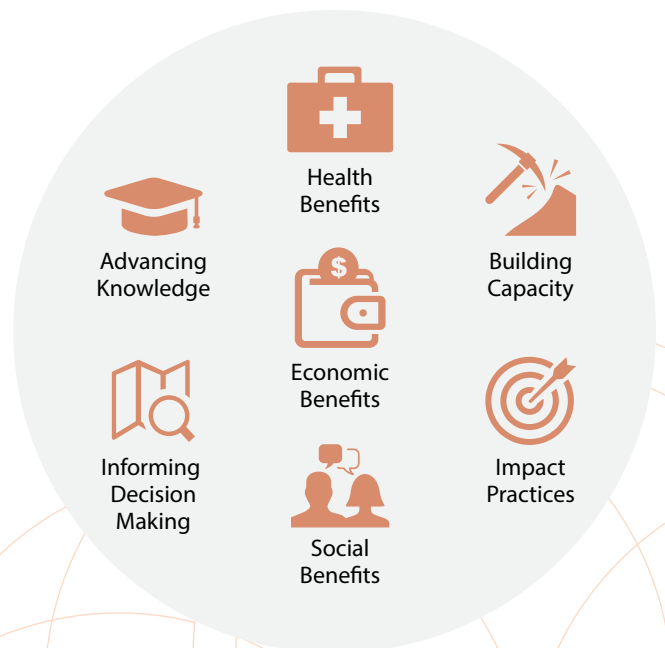 Health
Benefits
Advancing
Knowledge
Building
Capacity
$
Economic
Benefits
Informing
Decision
Making
Impact
Practices
Social
Benefits